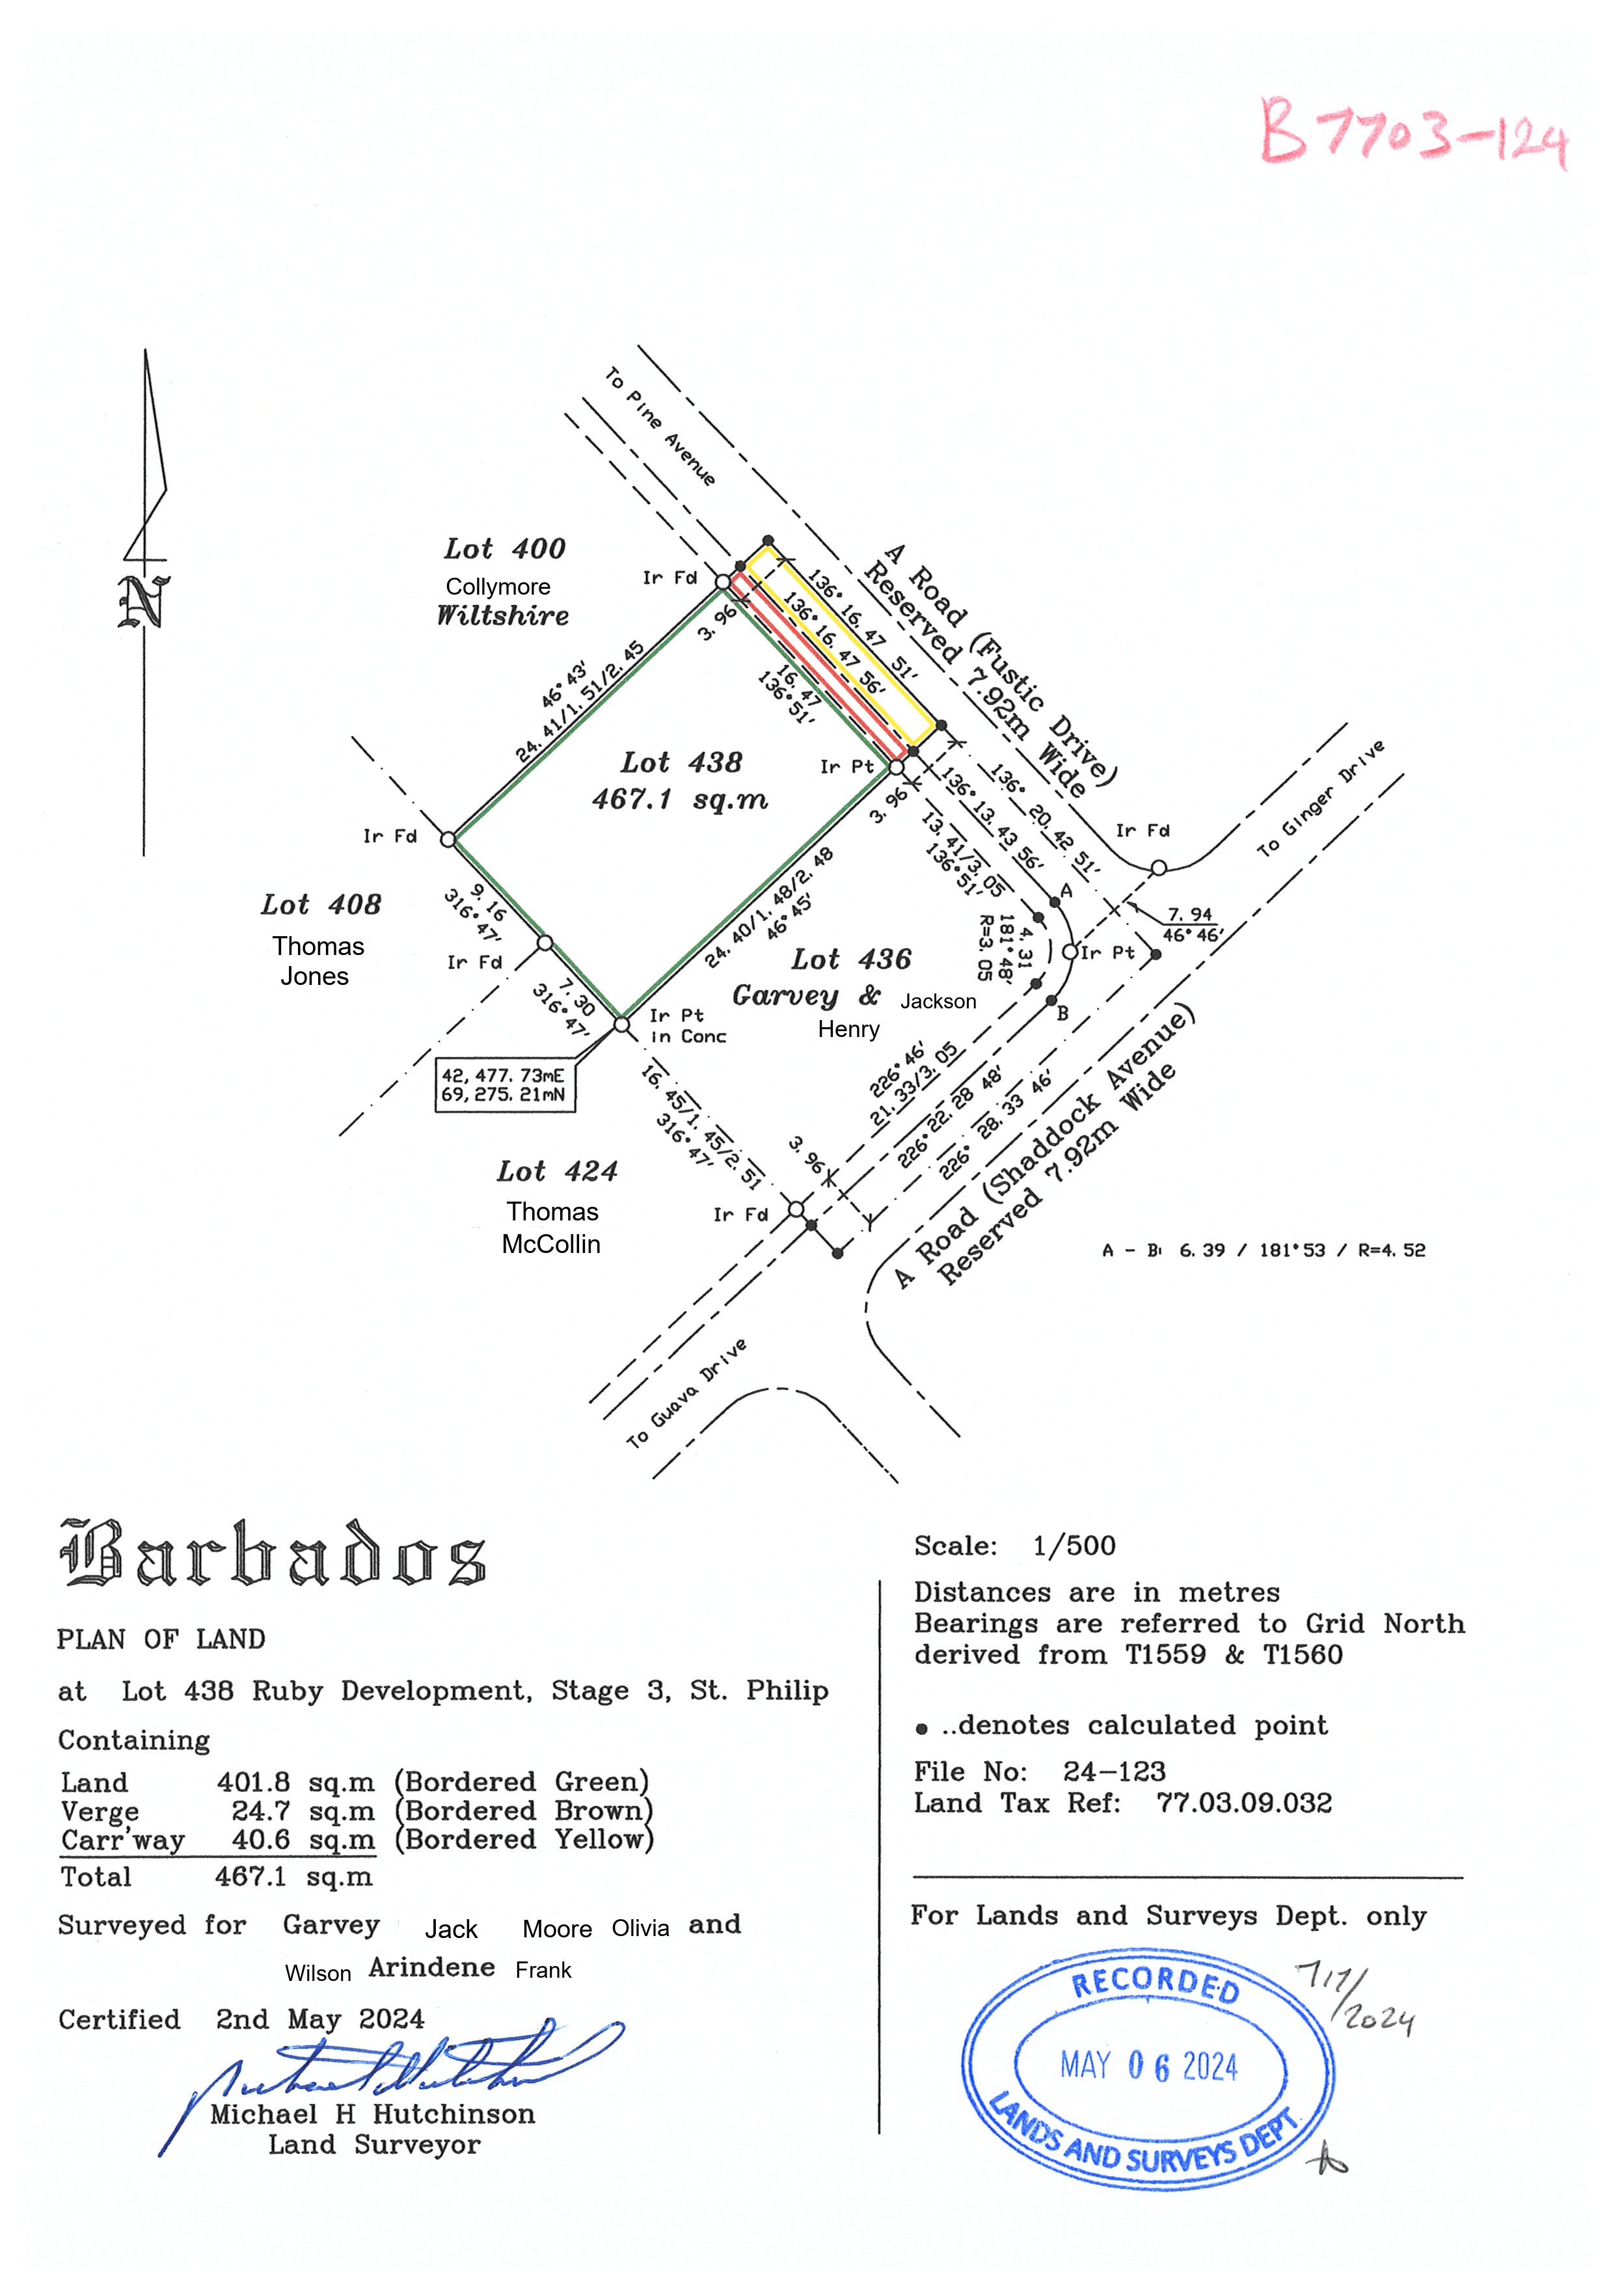 B7703-124
To Pine Avenue
Lot 400
Collymore
Wiltshire
Ir Fd
A Road (Fustic Drive)
Reserved 7.92m Wide
136° 16.47 51'
136° 16.47 56'
3.96
16.47
136°51'
46°43'
24.41/1.51/2.45
Lot 438
467.1 sq.m
Ir Pt
3.96
136° 20.42 51'
136° 13.43 56'
13.41/3.05
136°51'
Ir Fd
To Ginger Drive
Ir Fd
A
7.94
46°46'
Lot 408
Thomas
Jones
9.16
316°47'
Ir Fd
24.40/1.48/2.48
46°45'
4.31
181°48'
R=3.05
Ir Pt
B
Lot 436
Garvey & Jackson
Henry
7.30
316°47'
Ir Pt
in Conc
42,477.73mE
69,275.21mN
16.45/1.45/2.51
316°47'
226°46'
21.33/3.05
226° 22.28 48'
226° 28.33 46'
3.96
Lot 424
Thomas
McCollin
Ir Fd
A Road (Shaddock Avenue)
Reserved 7.92m Wide
A - B: 6.39 / 181°53 / R=4.52
To Guava Drive
N
Barbados
PLAN OF LAND
at Lot 438 Ruby Development, Stage 3, St. Philip
Containing
Land 401.8 sq.m (Bordered Green)
Verge 24.7 sq.m (Bordered Brown)
Carr'way 40.6 sq.m (Bordered Yellow)
Total 467.1 sq.m
Surveyed for Garvey Jack Moore Olivia and
Wilson Arindene Frank
Certified 2nd May 2024
Michael H Hutchinson
Land Surveyor
Scale: 1/500
Distances are in metres
Bearings are referred to Grid North
derived from T1559 & T1560
● ..denotes calculated point
File No: 24-123
Land Tax Ref: 77.03.09.032
For Lands and Surveys Dept. only
RECORDED
MAY 06 2024
LANDS AND SURVEYS DEPT.
7/7/2024